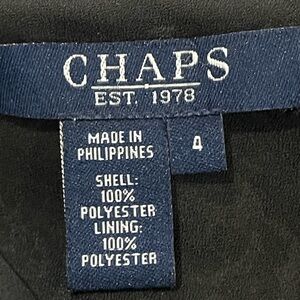 CHAPS
EST. 1978
MADE IN
PHILIPPINES
SHELL:
100%
POLYESTER
LINING:
100%
POLYESTER
4